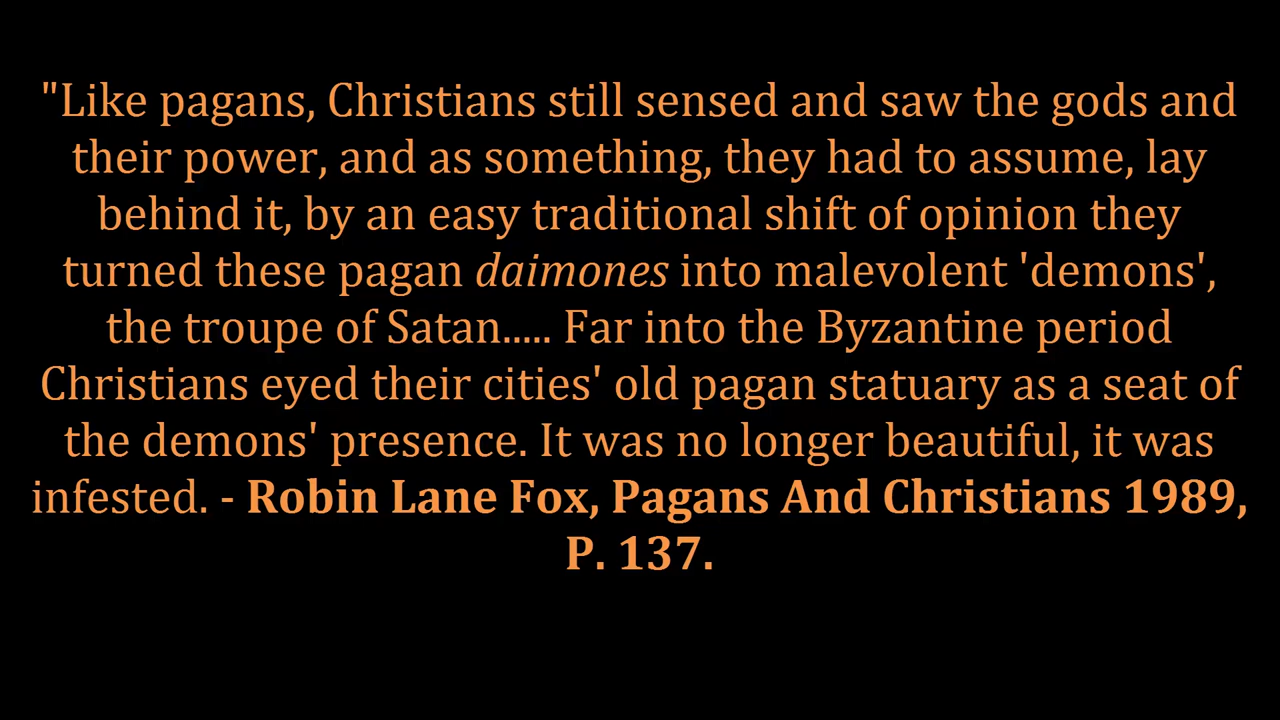 "Like pagans, Christians still sensed and saw the gods and
their power, and as something, they had to assume, lay
behind it, by an easy traditional shift of opinion they
turned these pagan daimones into malevolent 'demons',
the troupe of Satan..... Far into the Byzantine period
Christians eyed their cities' old pagan statuary as a seat of
the demons' presence. It was no longer beautiful, it was
infested. - Robin Lane Fox, Pagans And Christians 1989,
P. 137.